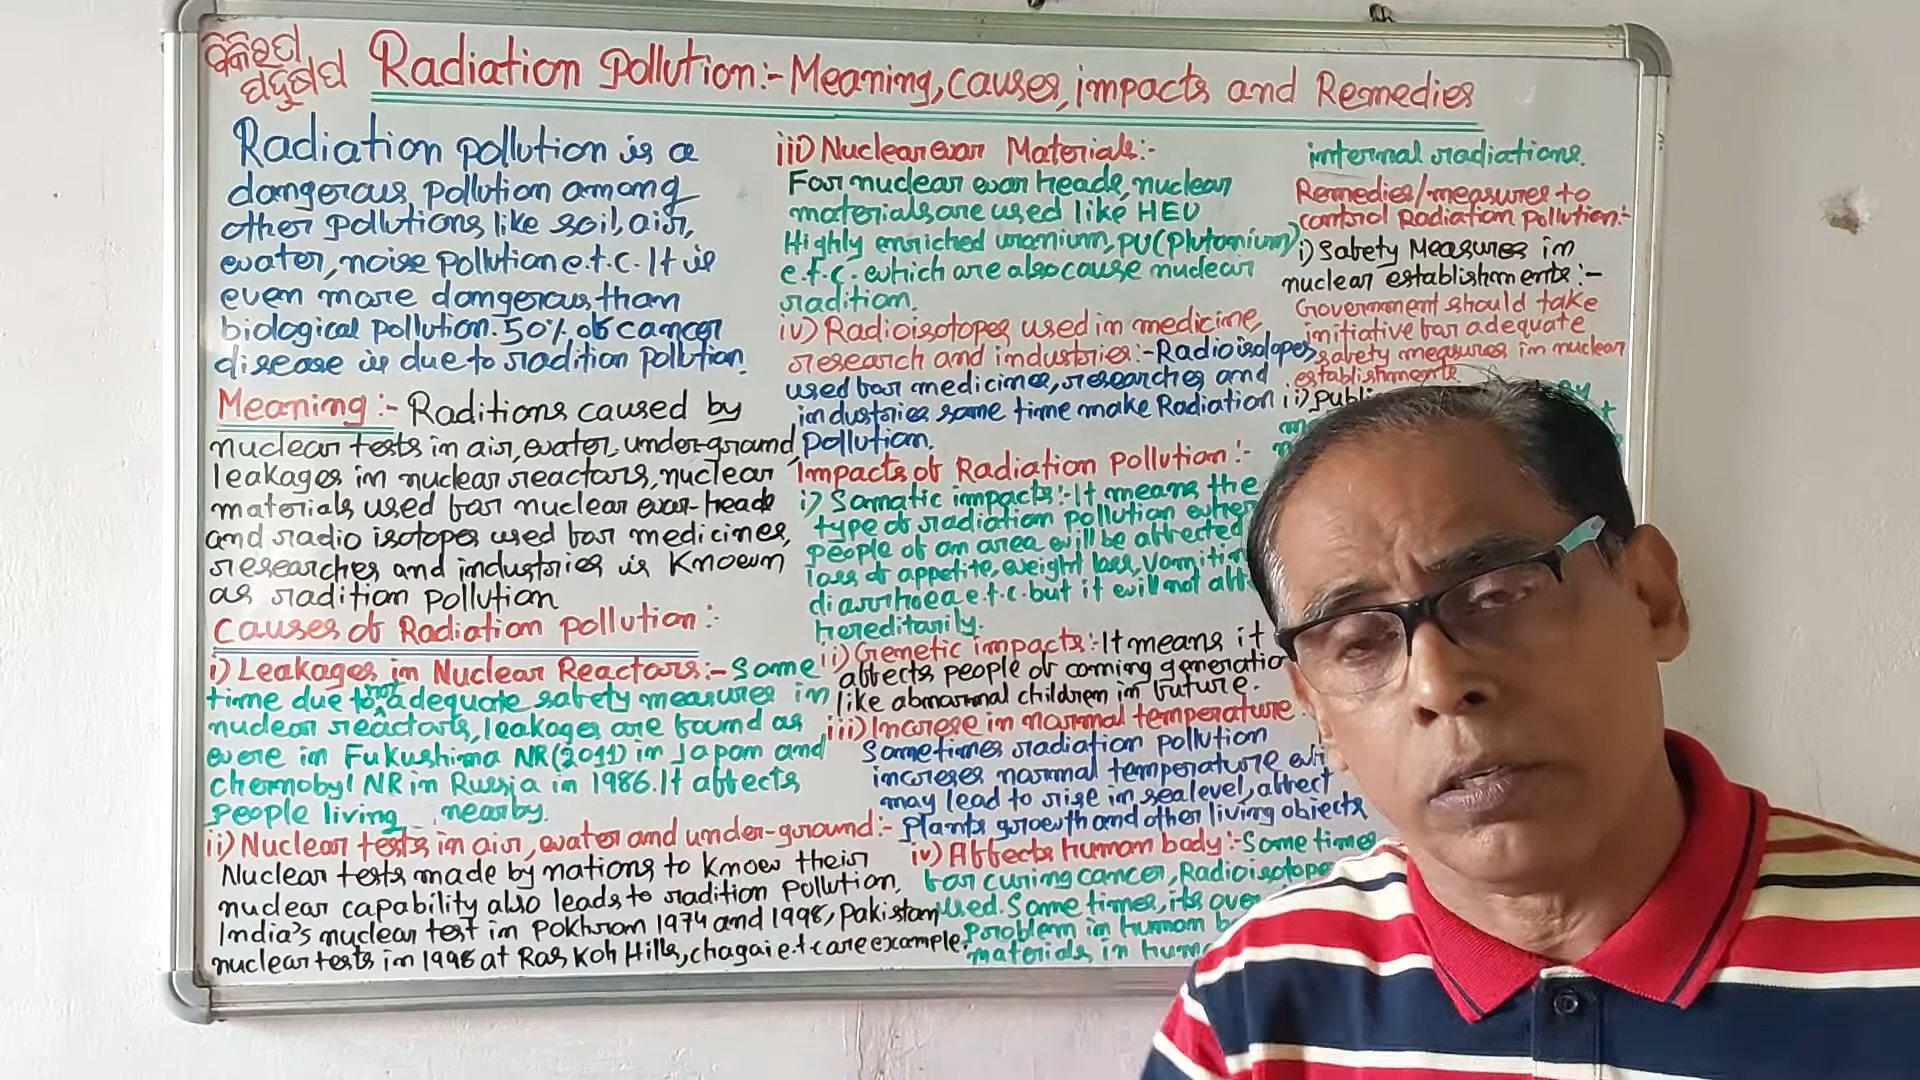 ବିକିରଣ
ପ୍ରଦୂଷଣ
Radiation Pollution:- Meaning, causes, impacts and Remedies
Radiation pollution is a
dangerous pollution among
other pollutions like soil, air,
water, noise pollution e.t.c. It is
even more dangerous than
biological pollution. 50% of cancer
disease is due to radition pollution.
Meaning:- Raditions caused by
nuclear tests in air, water, under-ground,
leakages in nuclear reactors, nuclear
materials used for nuclear war-heads
and radio isotopes used for medicines,
researches and industries is known
as radition pollution
Causes of Radiation pollution:-
i) Leakages in Nuclear Reactors:- Some
time due to not adequate safety measures in
nuclear reactors, leakages are found as
were in Fukushima NR (2011) in Japan and
chernobyl NR in Russia in 1986. It affects
people living nearby.
ii) Nuclear tests in air, water and under-ground:-
Nuclear tests made by nations to know their
nuclear capability also leads to radition pollution.
India's nuclear test in Pokhran 1974 and 1998, Pakistan
nuclear tests in 1998 at Ras Koh Hills, chagai e.t.c are example.
iii) Nuclear war Materials:-
For nuclear war heads, nuclear
materials are used like HEU
Highly enriched uranium, PU (Plutonium)
e.t.c. which are also cause nuclear
radition.
iv) Radioisotopes used in medicine,
research and industries:- Radioisotopes
used for medicines, researches and
industries some time make Radiation
Pollution.
Impacts of Radiation Pollution:-
i) Somatic impacts:- It means the
type of radiation pollution
people of an area will be affected
loss of appetite, weight loss,
diarrhoea e.t.c. but it will not
hereditarily.
ii) Genetic impacts:- It means it
affects people of coming
like abnormal children in future.
iii) Increse in normal temperature
Sometimes radiation pollution
increses normal temperature
may lead to rise in sea level, affect
plants growth and other living objects
iv) Affects human body:- Some times
for curing cancer,
used. Some times, its
Problem in human
materials in
internal radiations.
Remedies/measures to
control Radiation Pollution:-
i) Safety Measures in
nuclear establishments:-
Government should take
initiative for adequate
safety measures in nuclear
establishments
ii)